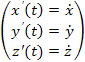 x′(t) = ẋ
y′(t) = ẏ
z′(t) = ż